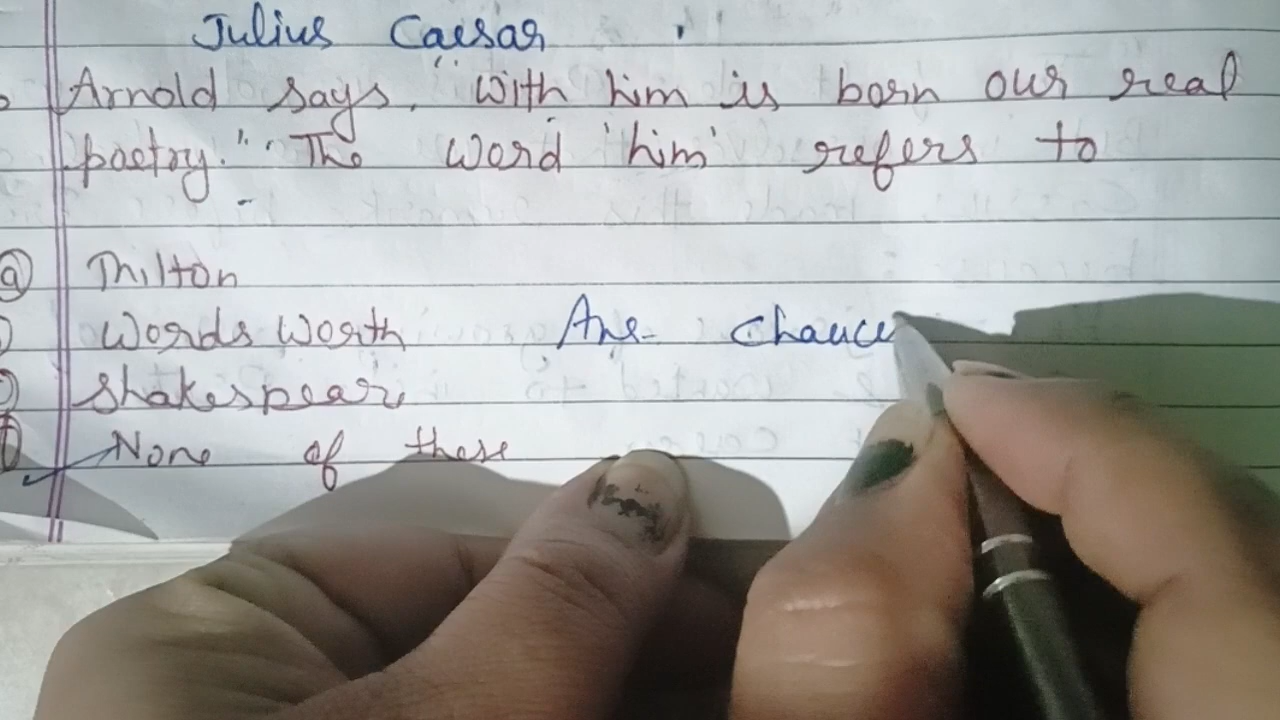 Julius Caesar
Arnold says, "With him is born our real
poetry." The word 'him' refers to
a Milton
Words Worth Ans- Chauce
Shakespeare
None of these